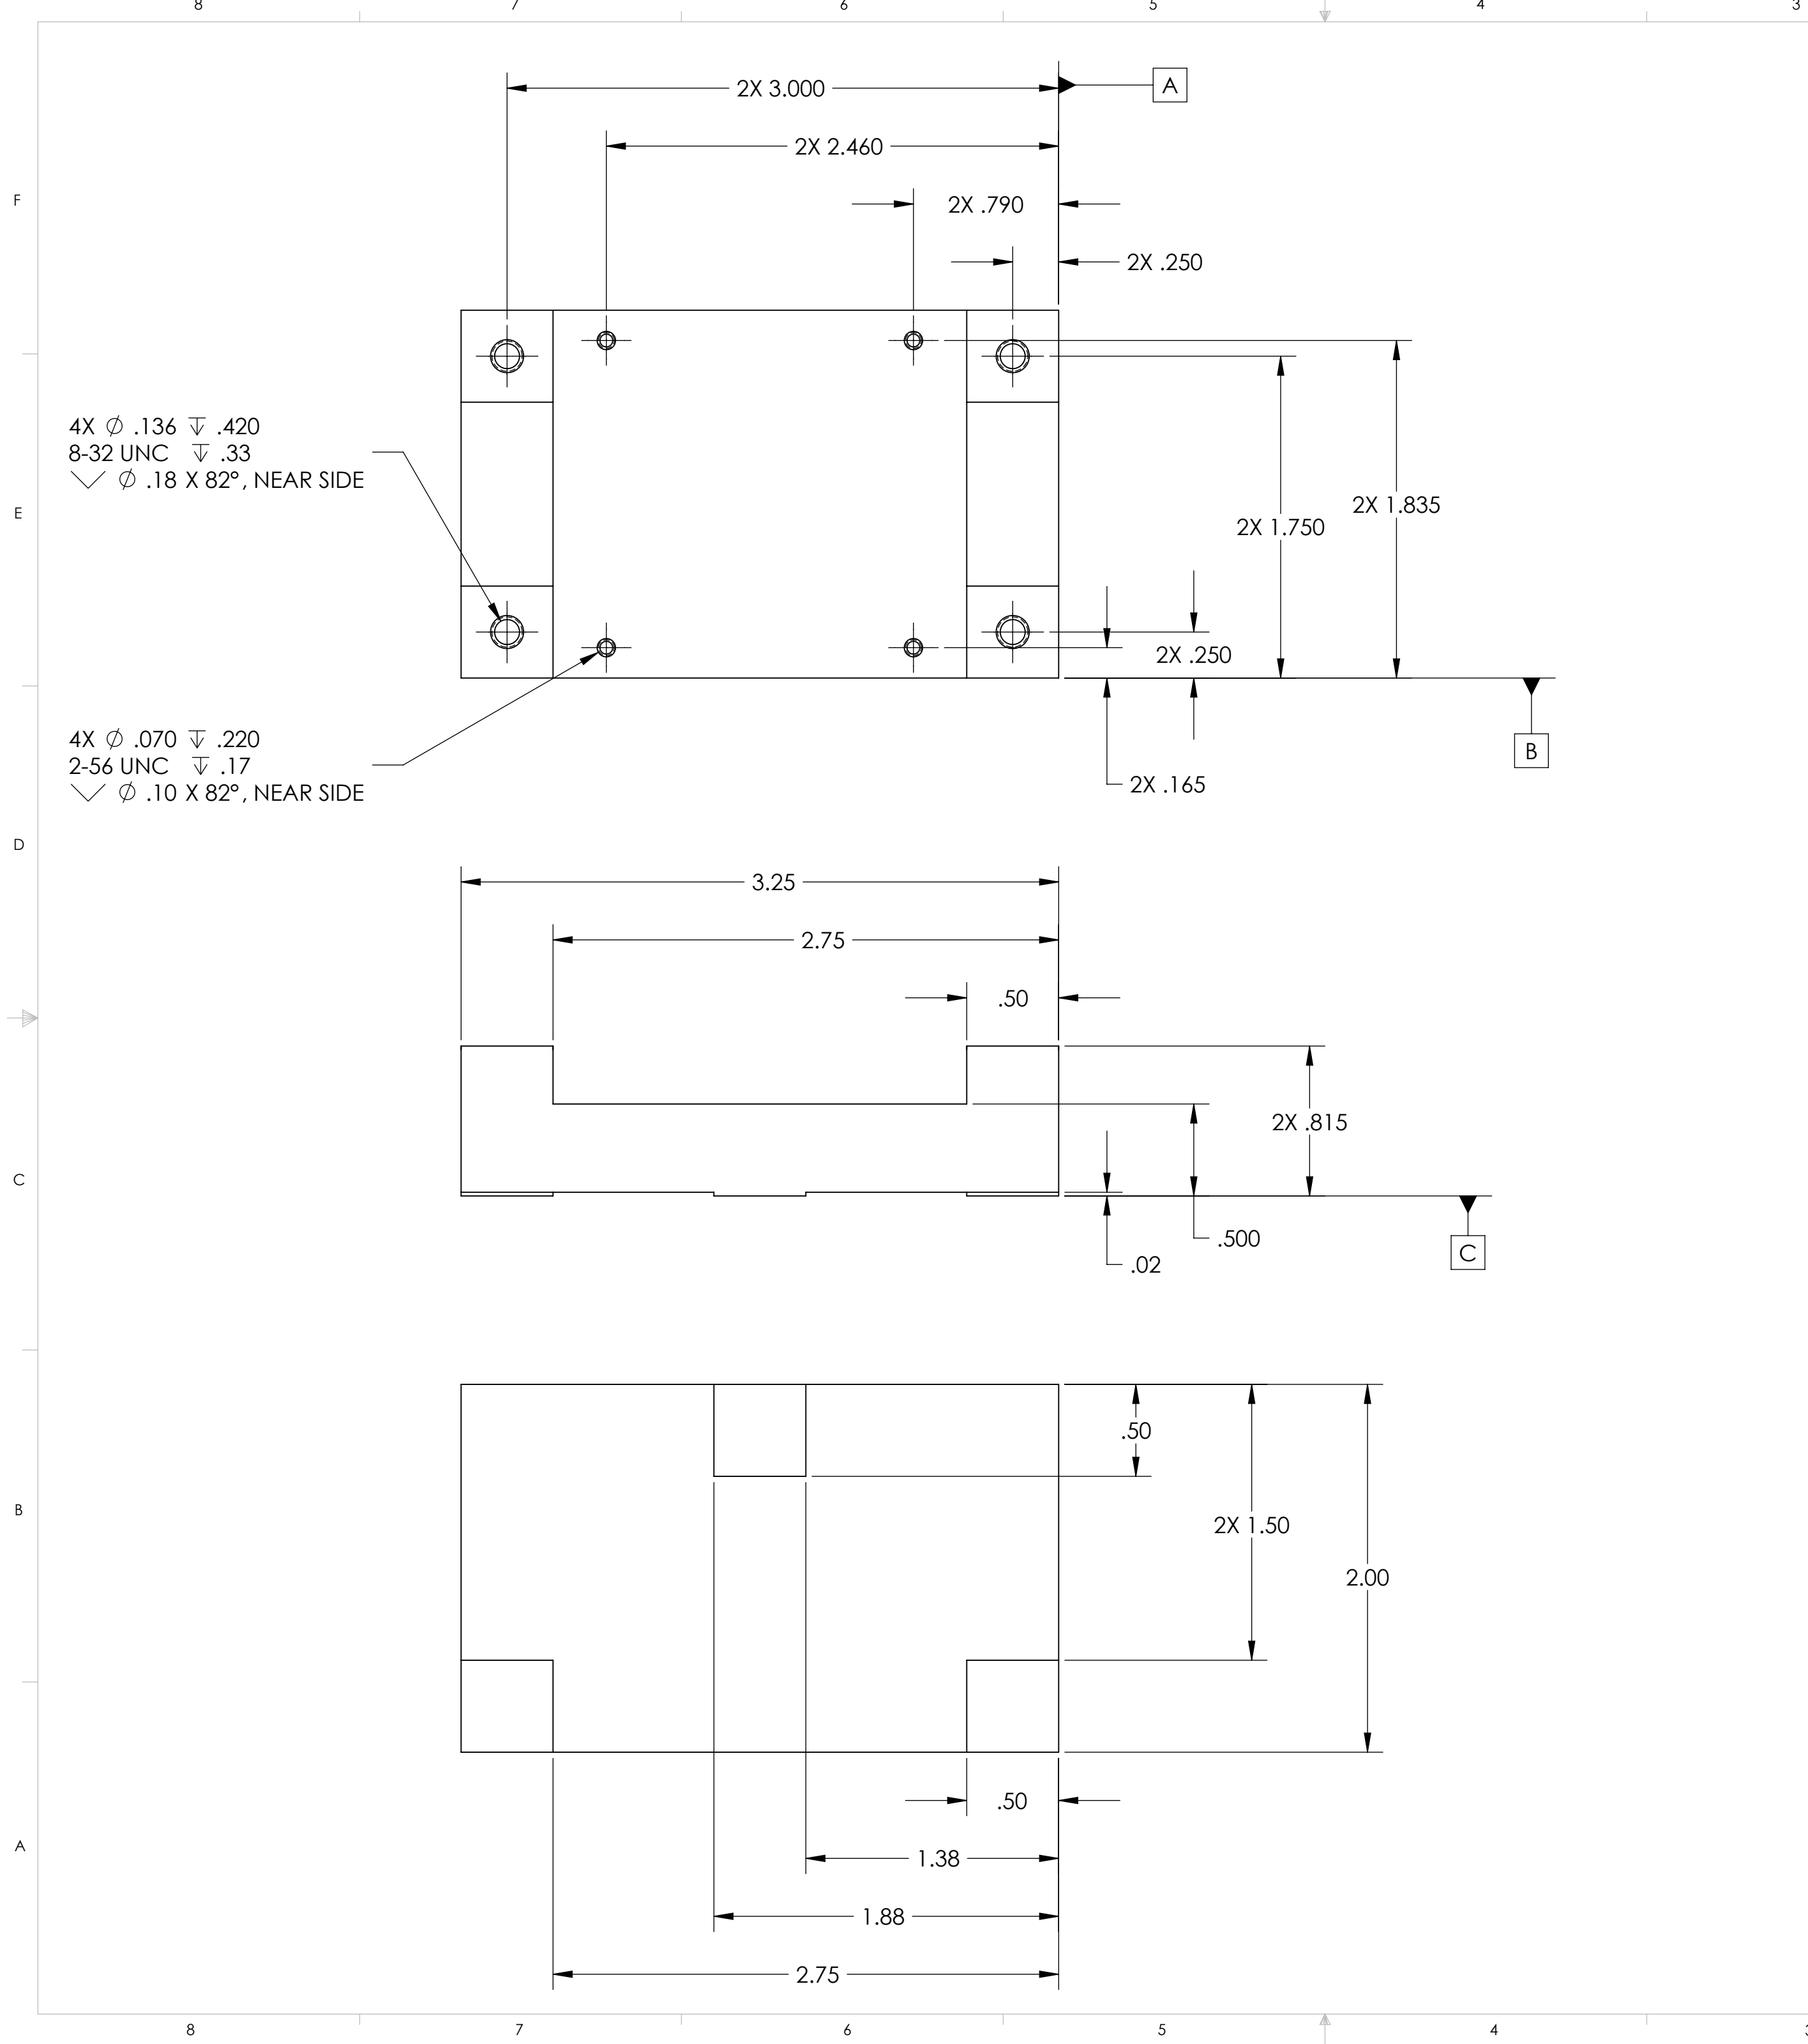 8 7 6 5 4 3
2X 3.000
A
2X 2.460
F
2X .790
2X .250
4X ⌀ .136 ↧ .420
8-32 UNC ↧ .33
⌵ ⌀ .18 X 82°, NEAR SIDE
E
2X 1.835
2X 1.750
2X .250
4X ⌀ .070 ↧ .220
2-56 UNC ↧ .17
⌵ ⌀ .10 X 82°, NEAR SIDE
B
2X .165
D
3.25
2.75
.50
2X .815
C
.500
.02
C
.50
B
2X 1.50
2.00
.50
A
1.38
1.88
2.75
8 7 6 5 4 3